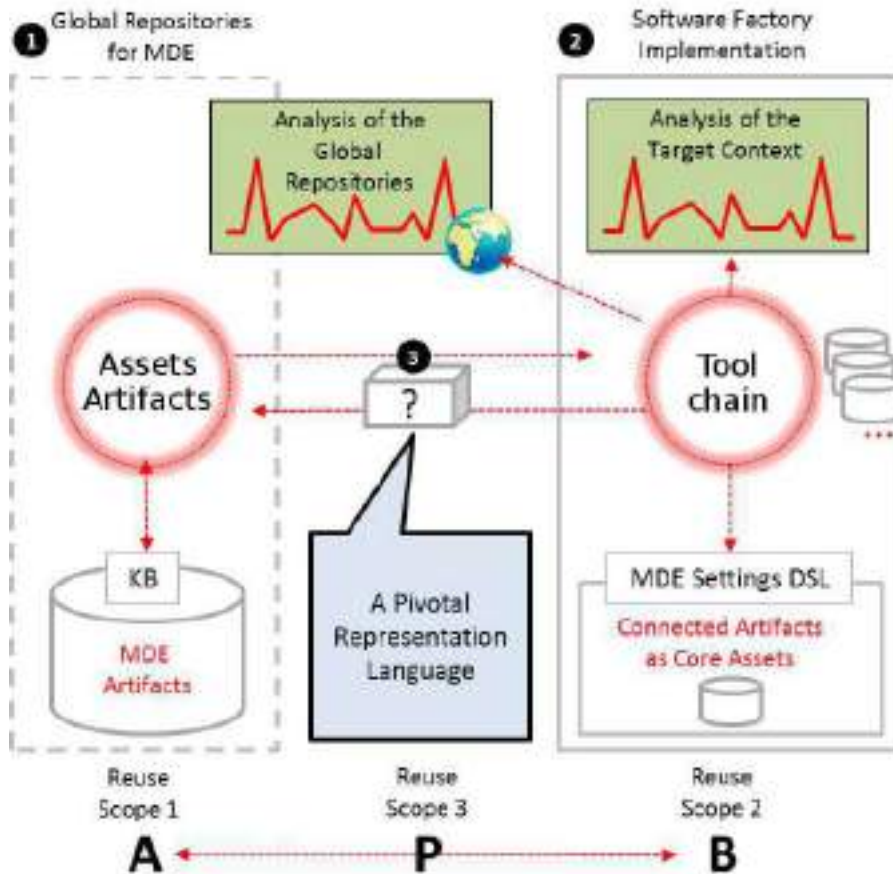 1
Global Repositories
for MDE
2
Software Factory
Implementation
Analysis of the
Global
Repositories
Analysis of the
Target Context
Assets
Artifacts
3
?
Tool
chain
...
KB
MDE
Artifacts
A Pivotal
Representation
Language
MDE Settings DSL
Connected Artifacts
as Core Assets
Reuse
Scope 1
Reuse
Scope 3
Reuse
Scope 2
A
P
B